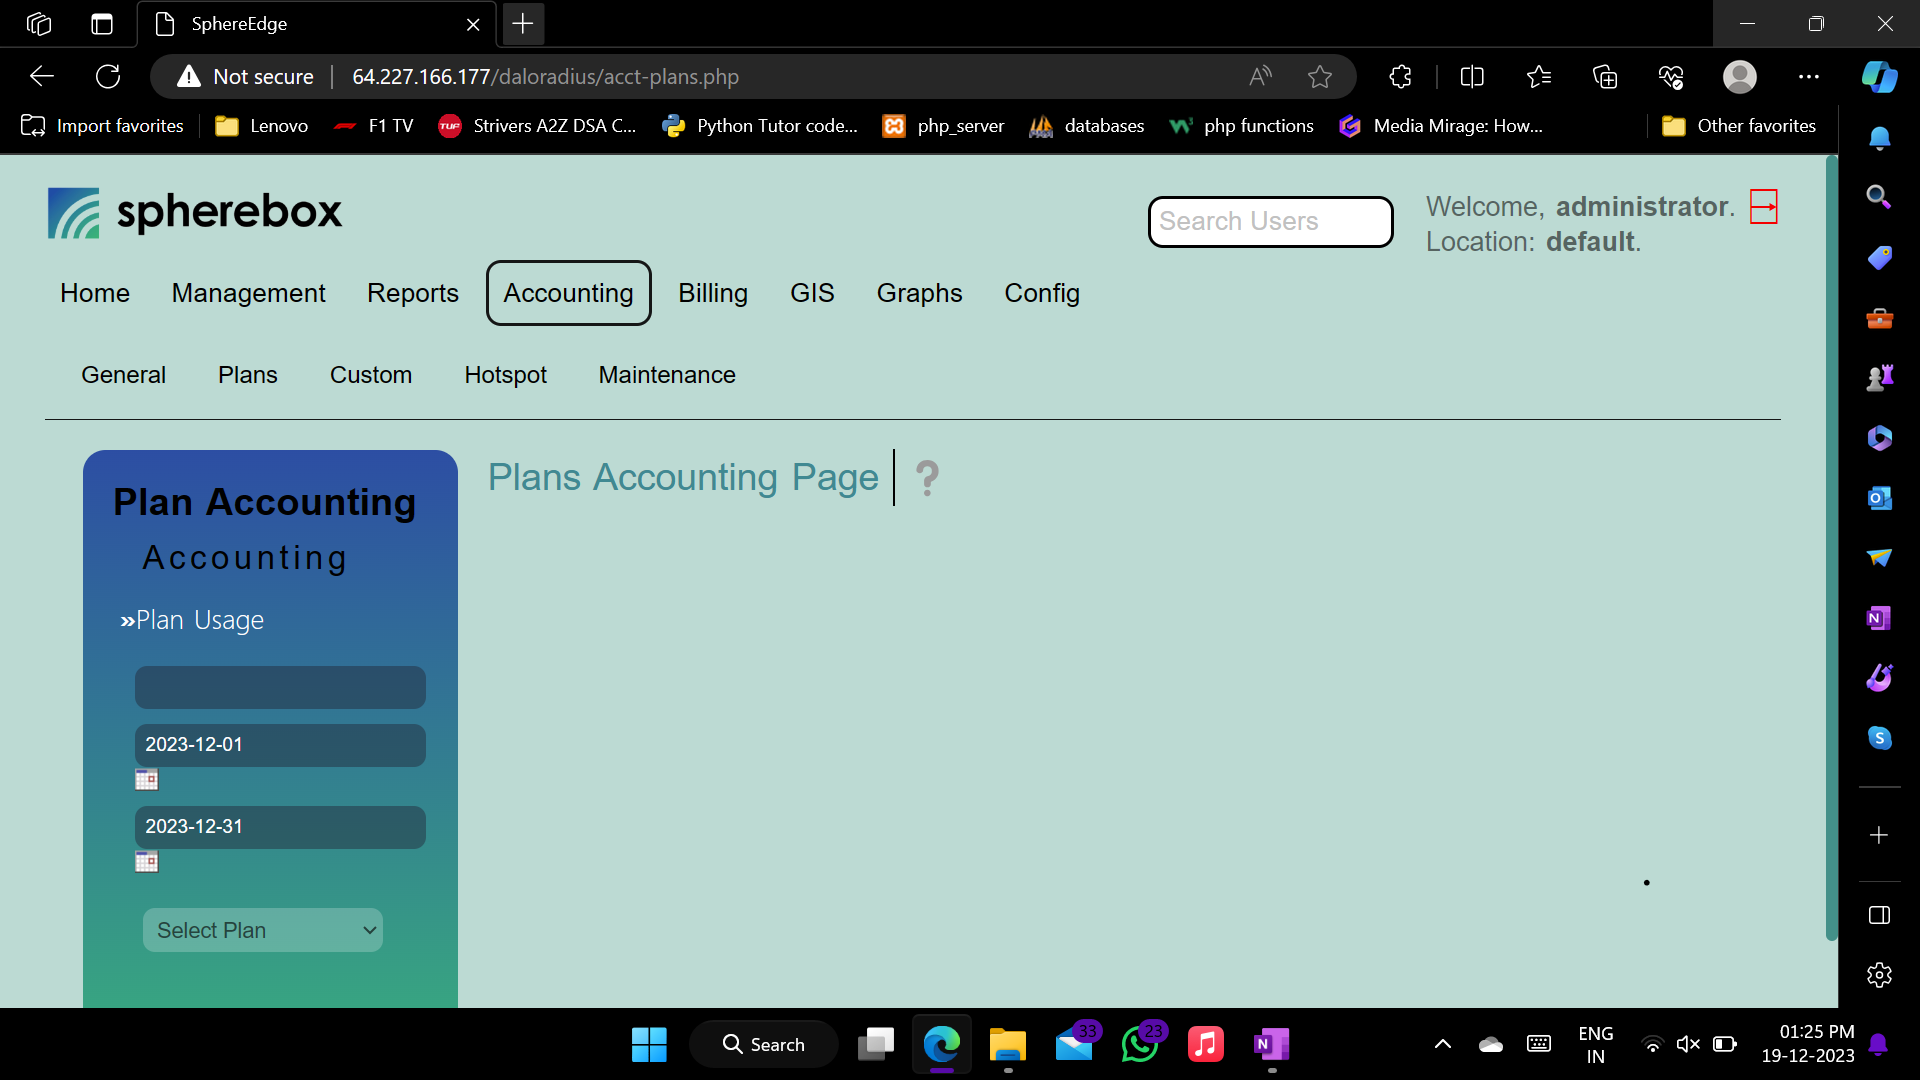 SphereEdge
Not secure
64.227.166.177/daloradius/acct-plans.php
Import favorites
Lenovo
F1 TV
Strivers A2Z DSA C...
Python Tutor code...
php_server
databases
php functions
Media Mirage: How...
Other favorites
spherebox
Search Users
Welcome, administrator.
Location: default.
Home
Management
Reports
Accounting
Billing
GIS
Graphs
Config
General
Plans
Custom
Hotspot
Maintenance
Plan Accounting
Accounting
»Plan Usage
2023-12-01
2023-12-31
Select Plan
Plans Accounting Page
?
Search
33
23
ENG
IN
01:25 PM
19-12-2023